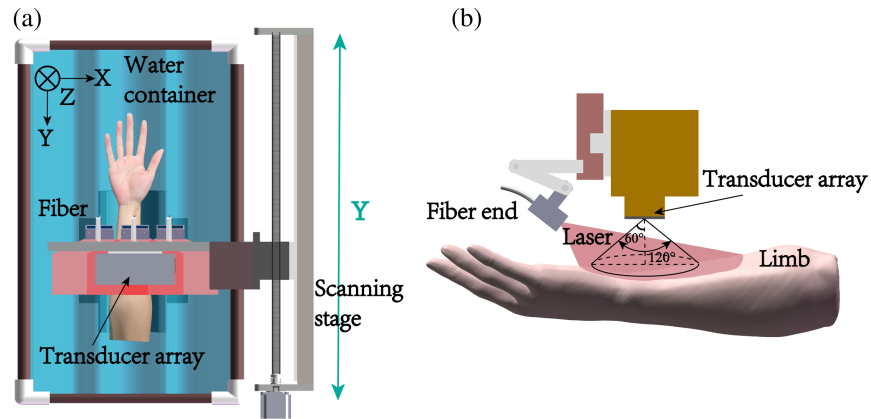 (a)
(b)
X
Z
Y
Water
container
Fiber
Y
Scanning
stage
Transducer array
Transducer array
Fiber end
Laser
60°
120°
Limb